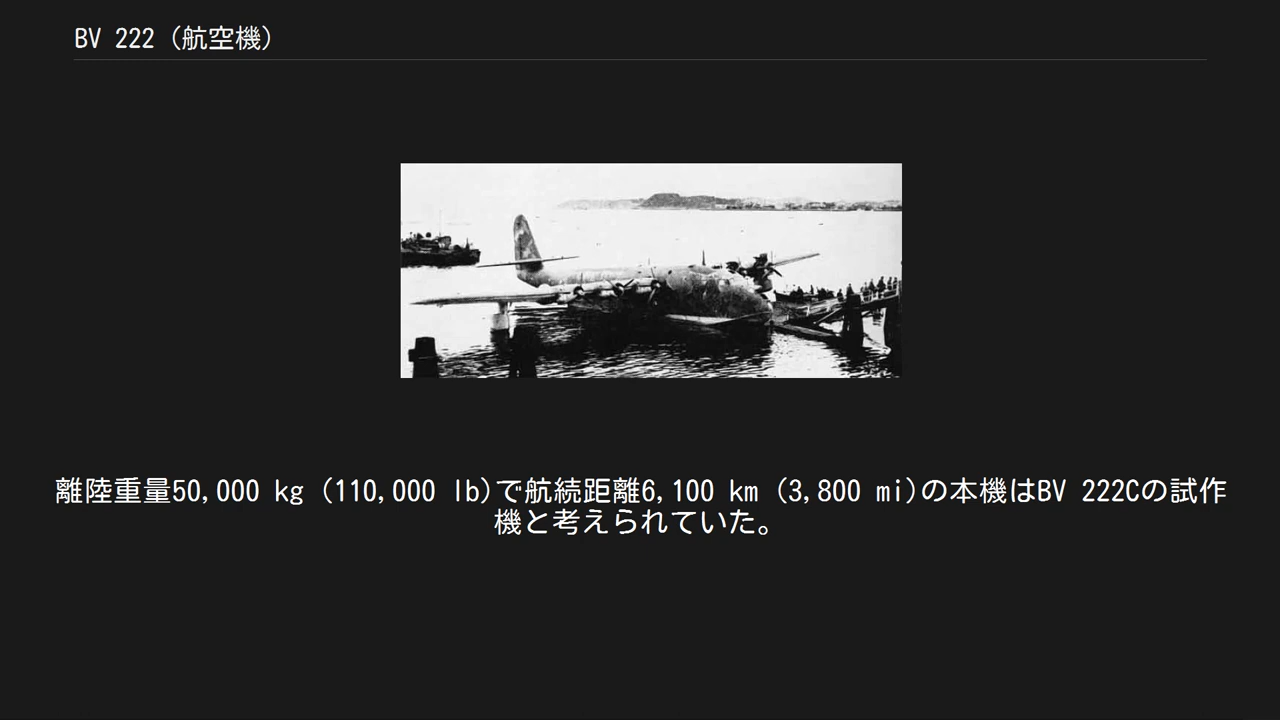 BV 222 (航空機)
離陸重量50,000 kg (110,000 lb)で航続距離6,100 km (3,800 mi)の本機はBV 222Cの試作
機と考えられていた。